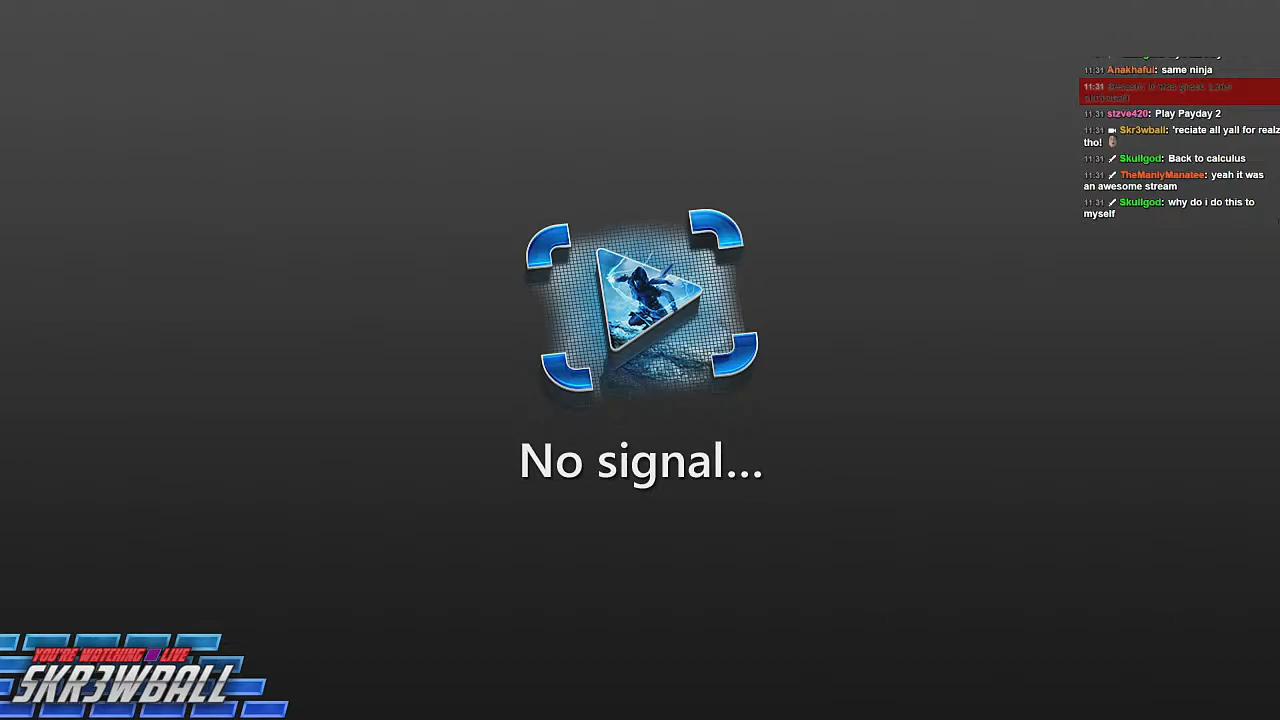 11:31 Anakhaful: same ninja
11:31
11:31 stzve420: Play Payday 2
11:31 Skr3wball: 'reciate all yall for realz
tho!
11:31 Skullgod: Back to calculus
11:31 TheManlyManatee: yeah it was
an awesome stream
11:31 Skullgod: why do i do this to
myself
No signal...
YOU'RE WATCHING LIVE
SKR3WBALL